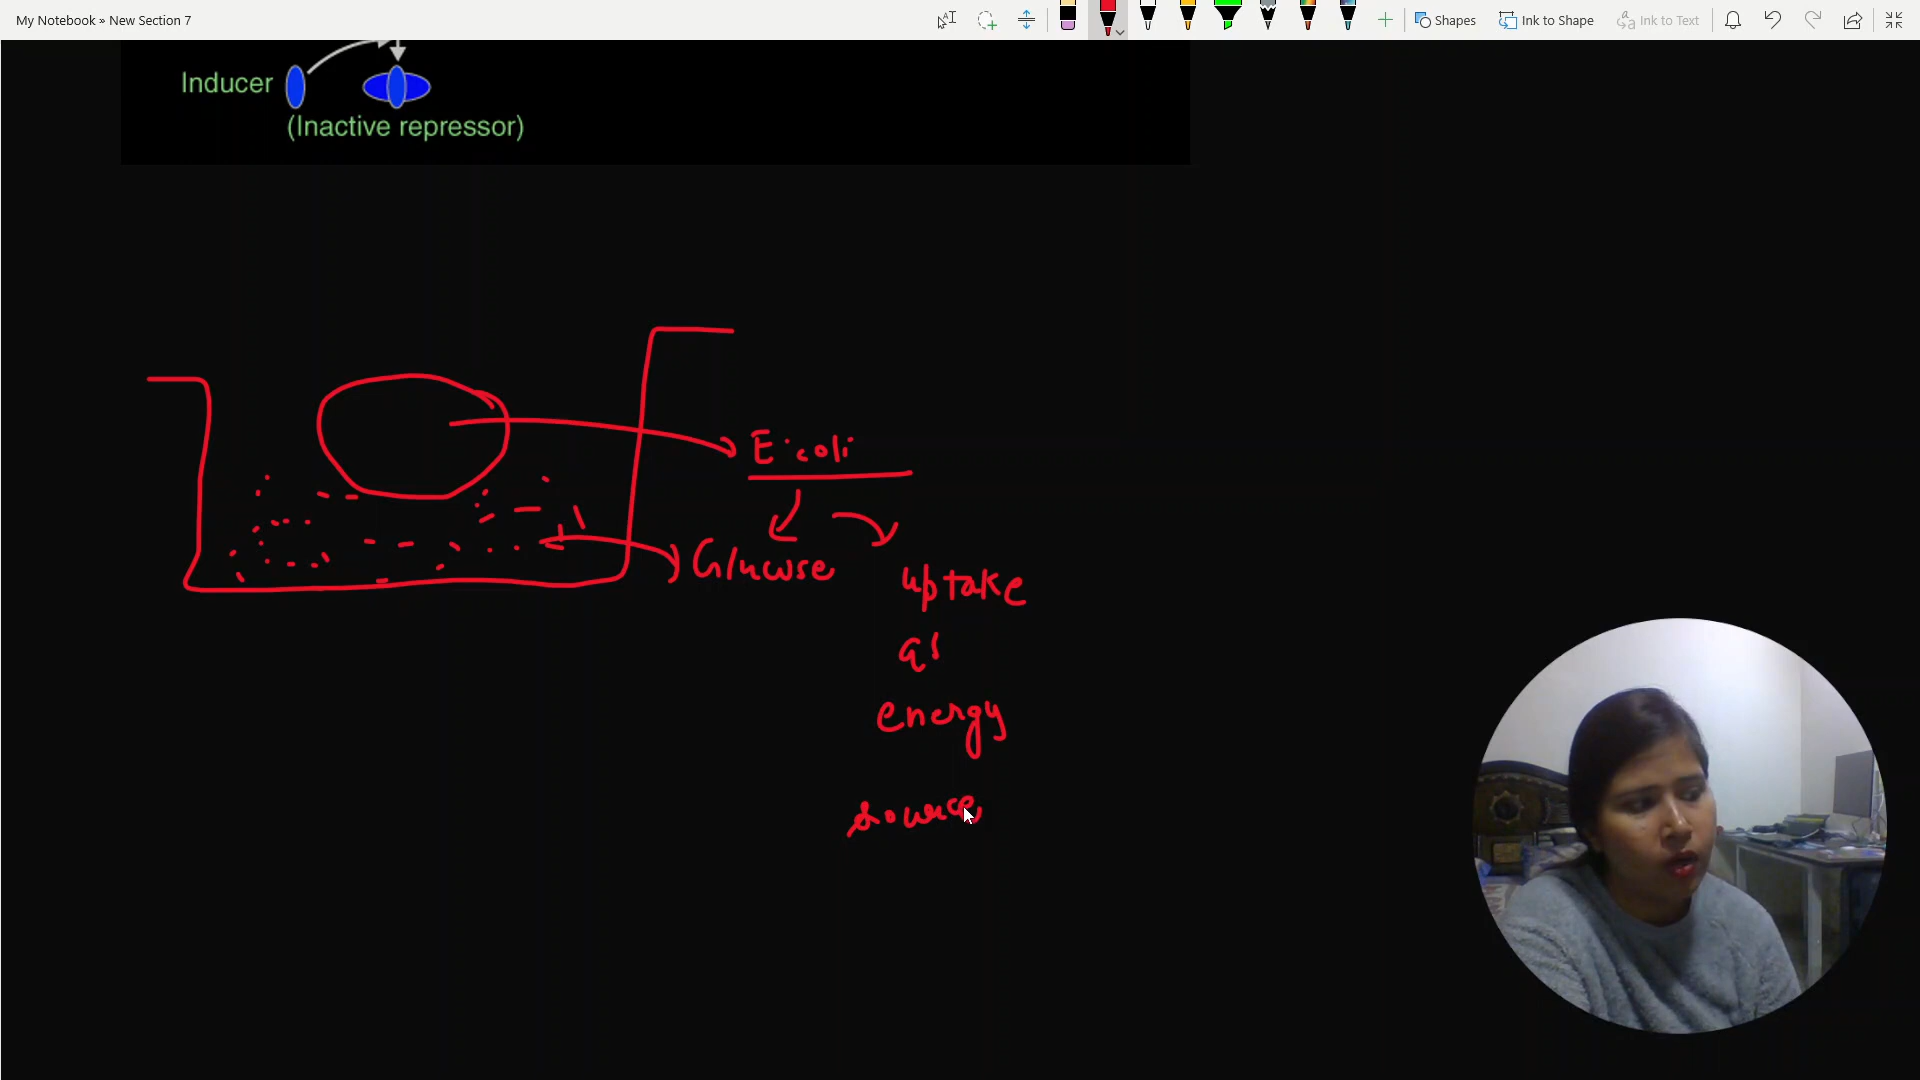 My Notebook » New Section 7
Shapes
Ink to Shape
Ink to Text
Inducer
(Inactive repressor)
E.coli
Glucose
uptake
as
energy
source